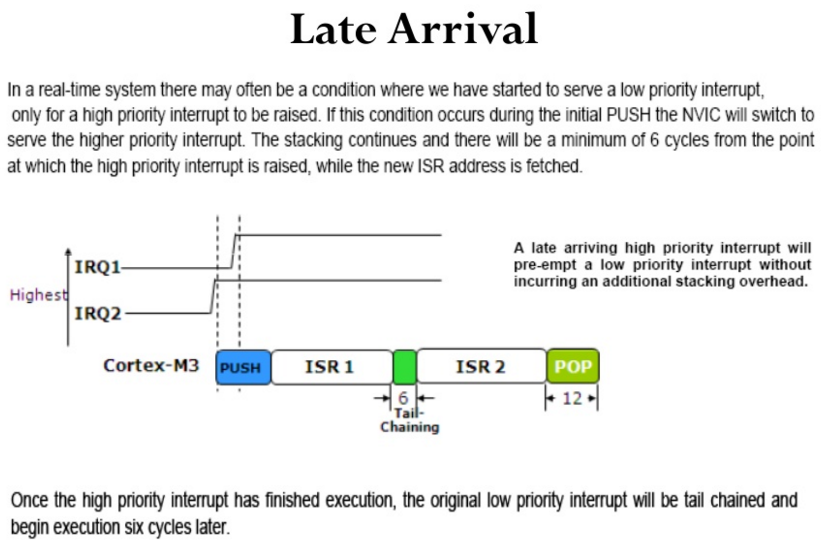 Late Arrival
In a real-time system there may often be a condition where we have started to serve a low priority interrupt,
only for a high priority interrupt to be raised. If this condition occurs during the initial PUSH the NVIC will switch to
serve the higher priority interrupt. The stacking continues and there will be a minimum of 6 cycles from the point
at which the high priority interrupt is raised, while the new ISR address is fetched.
A late arriving high priority interrupt will
pre-empt a low priority interrupt without
incurring an additional stacking overhead.
IRQ1
Highest
IRQ2
Cortex-M3
PUSH
ISR 1
ISR 2
POP
6
12
Tail-
Chaining
Once the high priority interrupt has finished execution, the original low priority interrupt will be tail chained and
begin execution six cycles later.